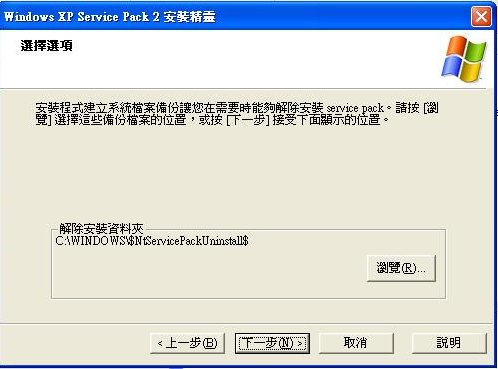 Windows XP Service Pack 2 安裝精靈
選擇選項
安裝程式建立系統檔案備份讓您在需要時能夠解除安裝 service pack。請按 [瀏
覽] 選擇這些備份檔案的位置，或按 [下一步] 接受下面顯示的位置。
解除安裝資料夾
C:\WINDOWS\$NtServicePackUninstall$
瀏覽(R)...
<上一步(B)
下一步(N)>
取消
說明